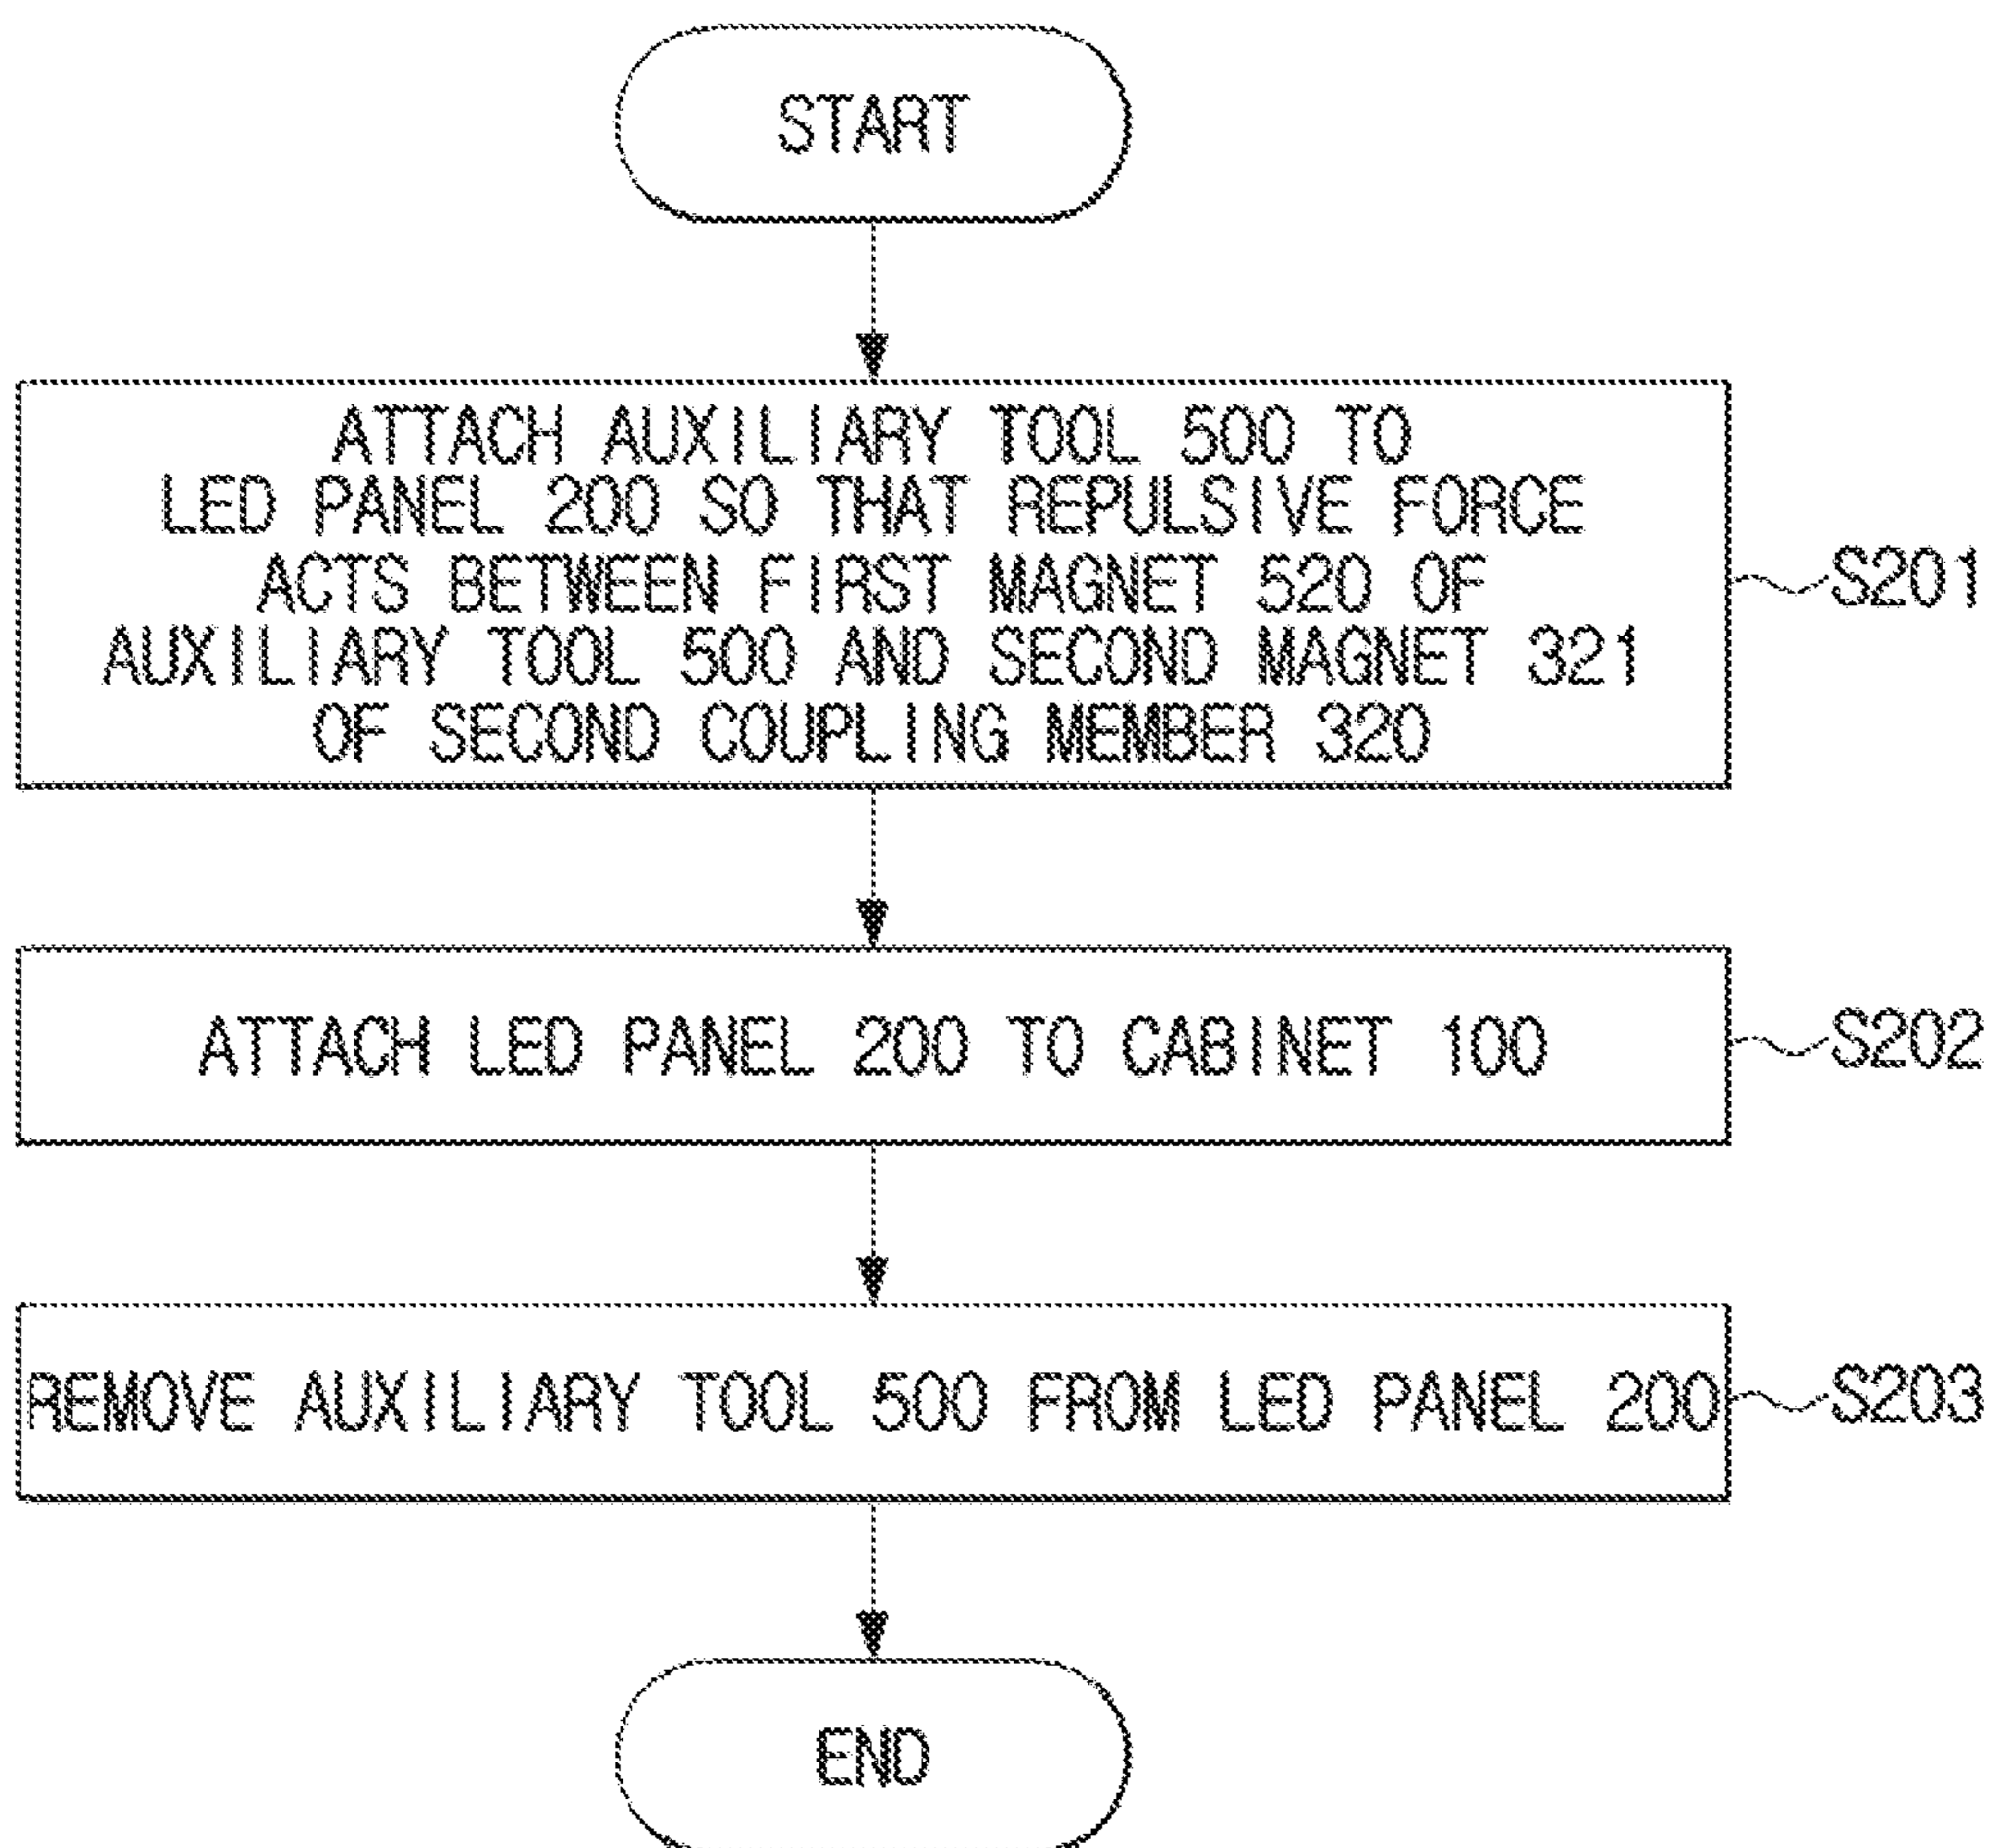 START
ATTACH AUXILIARY TOOL 500 TO
LED PANEL 200 SO THAT REPULSIVE FORCE
ACTS BETWEEN FIRST MAGNET 520 OF
AUXILIARY TOOL 500 AND SECOND MAGNET 321
OF SECOND COUPLING MEMBER 320
S201
ATTACH LED PANEL 200 TO CABINET 100
S202
REMOVE AUXILIARY TOOL 500 FROM LED PANEL 200
S203
END